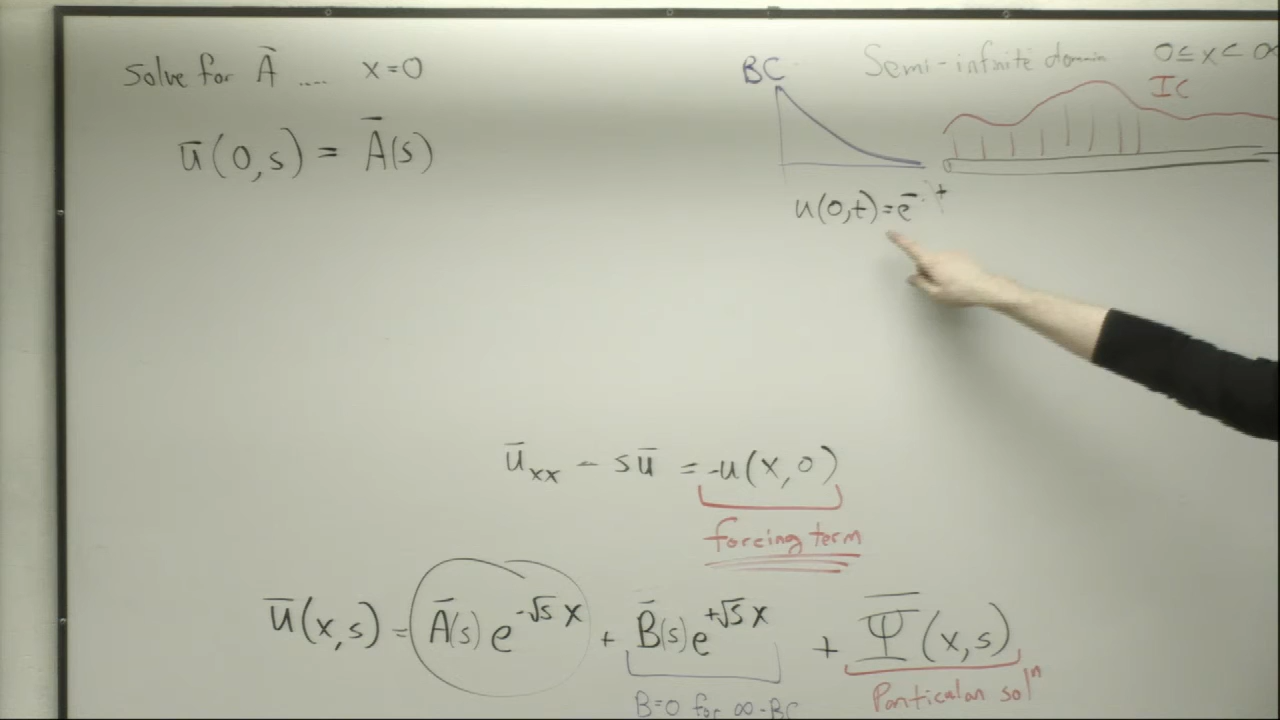 Solve for Ā .... x=0
ū(0,s) = Ā(s)
BC
Semi-infinite domain 0≤x<∞
IC
u(0,t)=e⁻ᵗ
ū_xx - sū = -u(x,0)
forcing term
ū(x,s) = Ā(s) e^{-√s x} + B̄(s) e^{+√s x} + Ψ̄(x,s)
B=0 for ∞-BC
Particular solⁿ